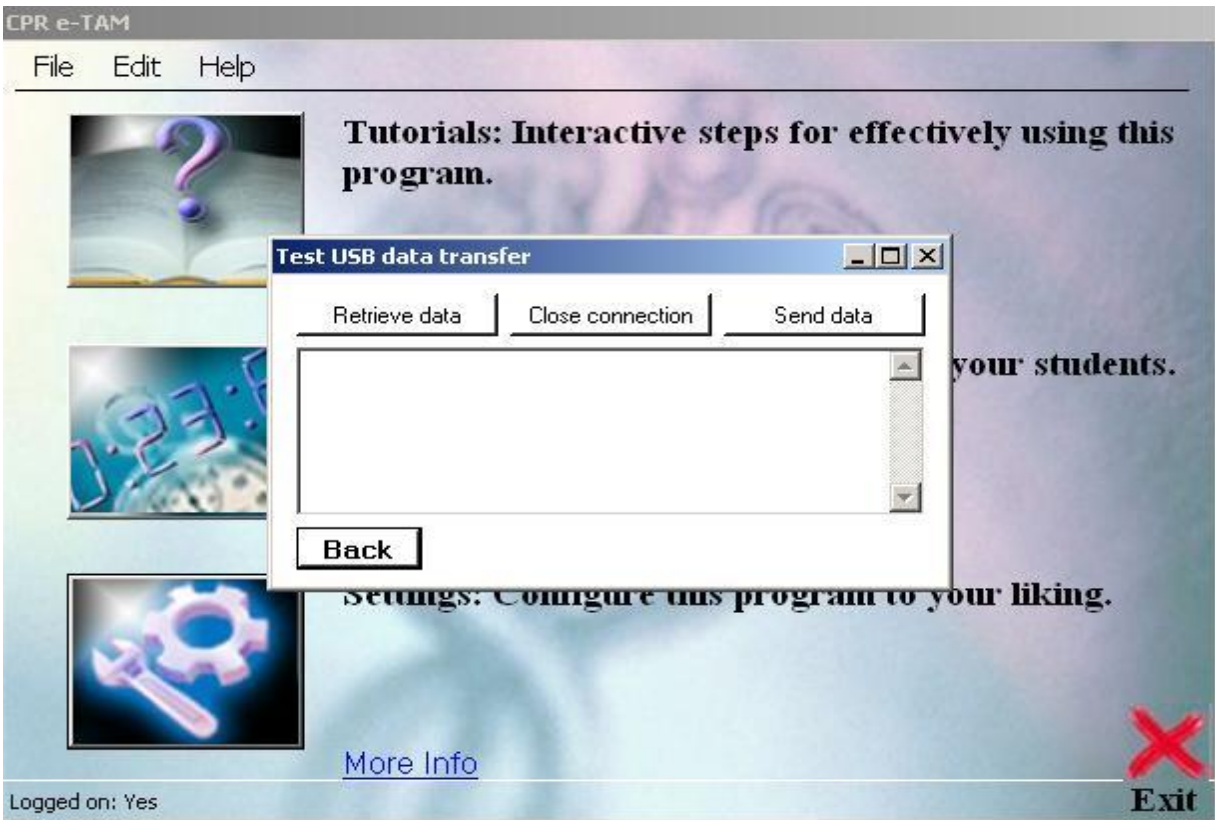 CPR e-TAM
File Edit Help
Tutorials: Interactive steps for effectively using this
program.
Test USB data transfer
Retrieve data Close connection Send data
your students.
0:23:
Back
Settings: Configure this program to your liking.
More Info
Exit
Logged on: Yes